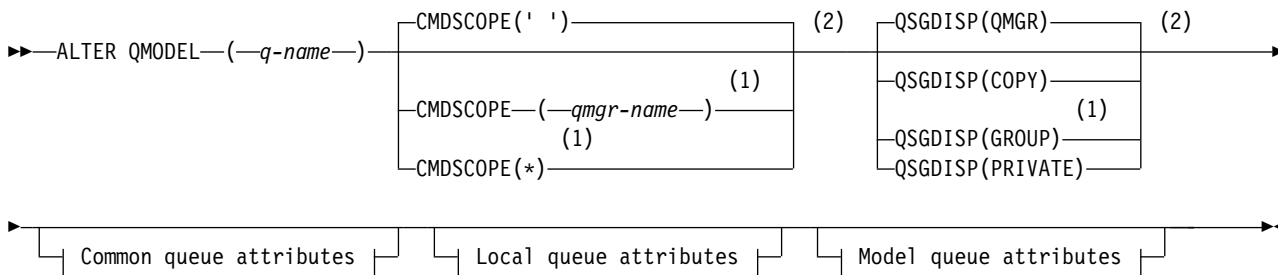 CMDSCOPE(' ') (2) QSGDISP(QMGR) (2)
ALTER QMODEL ( q-name ) QSGDISP(COPY)
(1)
CMDSCOPE ( qmgr-name ) (1)
(1) QSGDISP(GROUP)
CMDSCOPE(*) QSGDISP(PRIVATE)
Common queue attributes Local queue attributes Model queue attributes